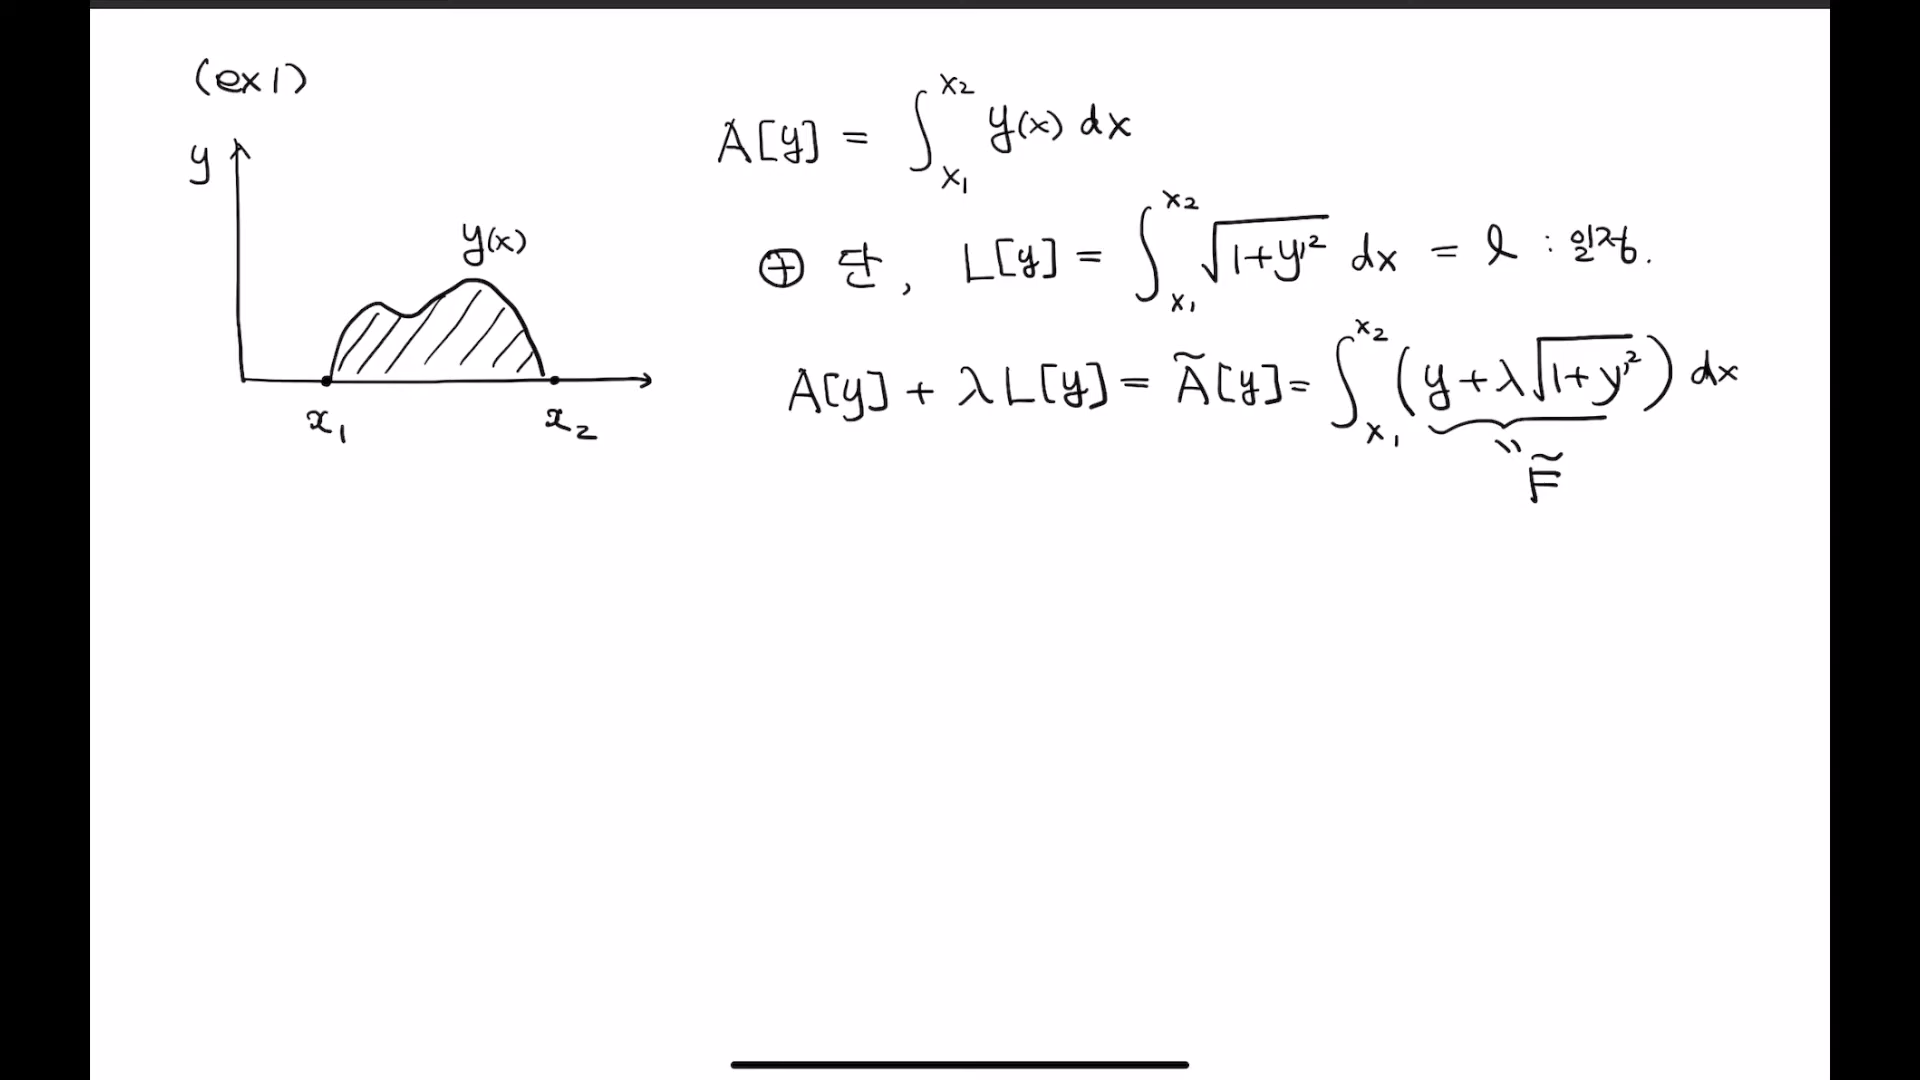 (ex1)
y
y(x)
x₁ x₂
A[y] = ∫_{x₁}^{x₂} y(x) dx
⊕ 단, L[y] = ∫_{x₁}^{x₂} √(1+y'²) dx = l : 일정.
A[y] + λL[y] = Ã[y] = ∫_{x₁}^{x₂} (y + λ√(1+y'²)) dx
〃
F̃